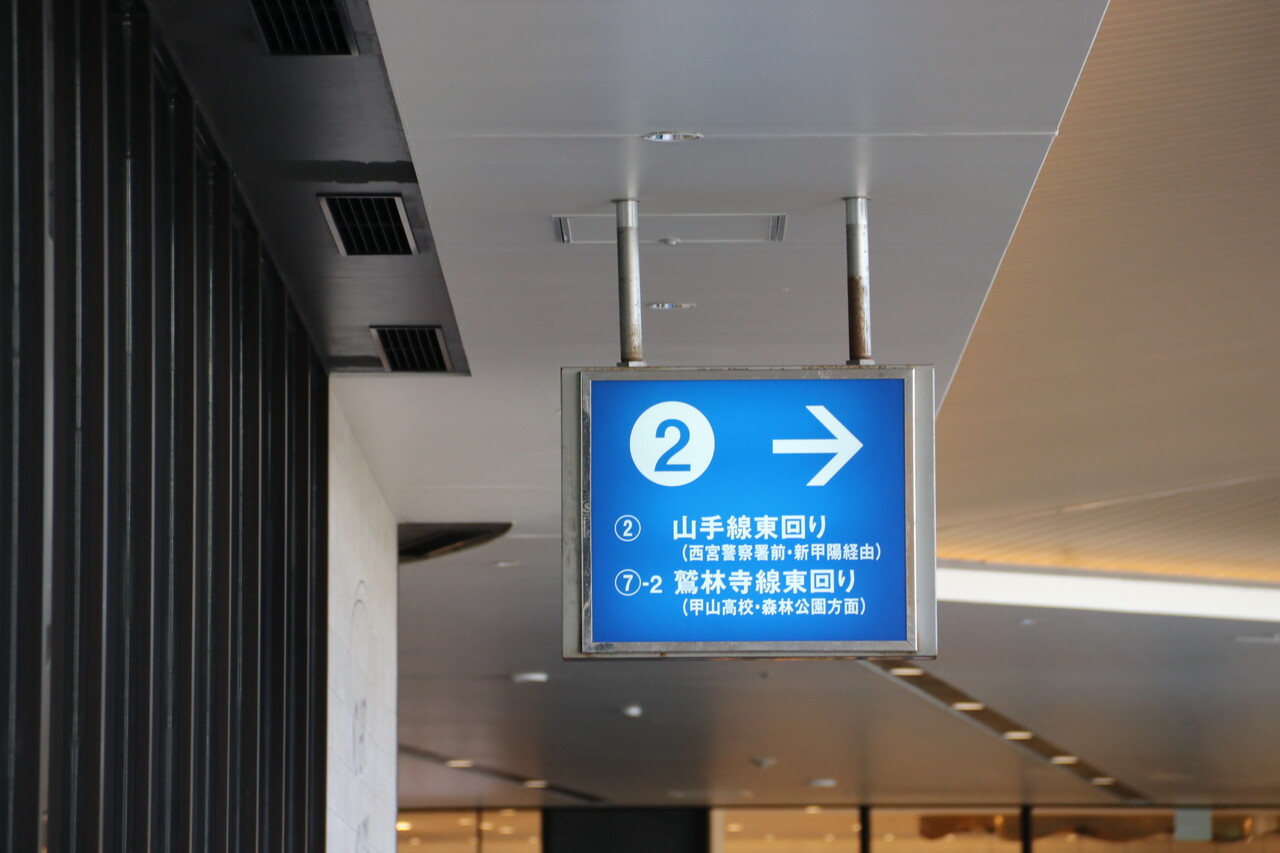 2 →
② 山手線東回り
(西宮警察署前・新甲陽経由)
⑦-2 鷲林寺線東回り
(甲山高校・森林公園方面)